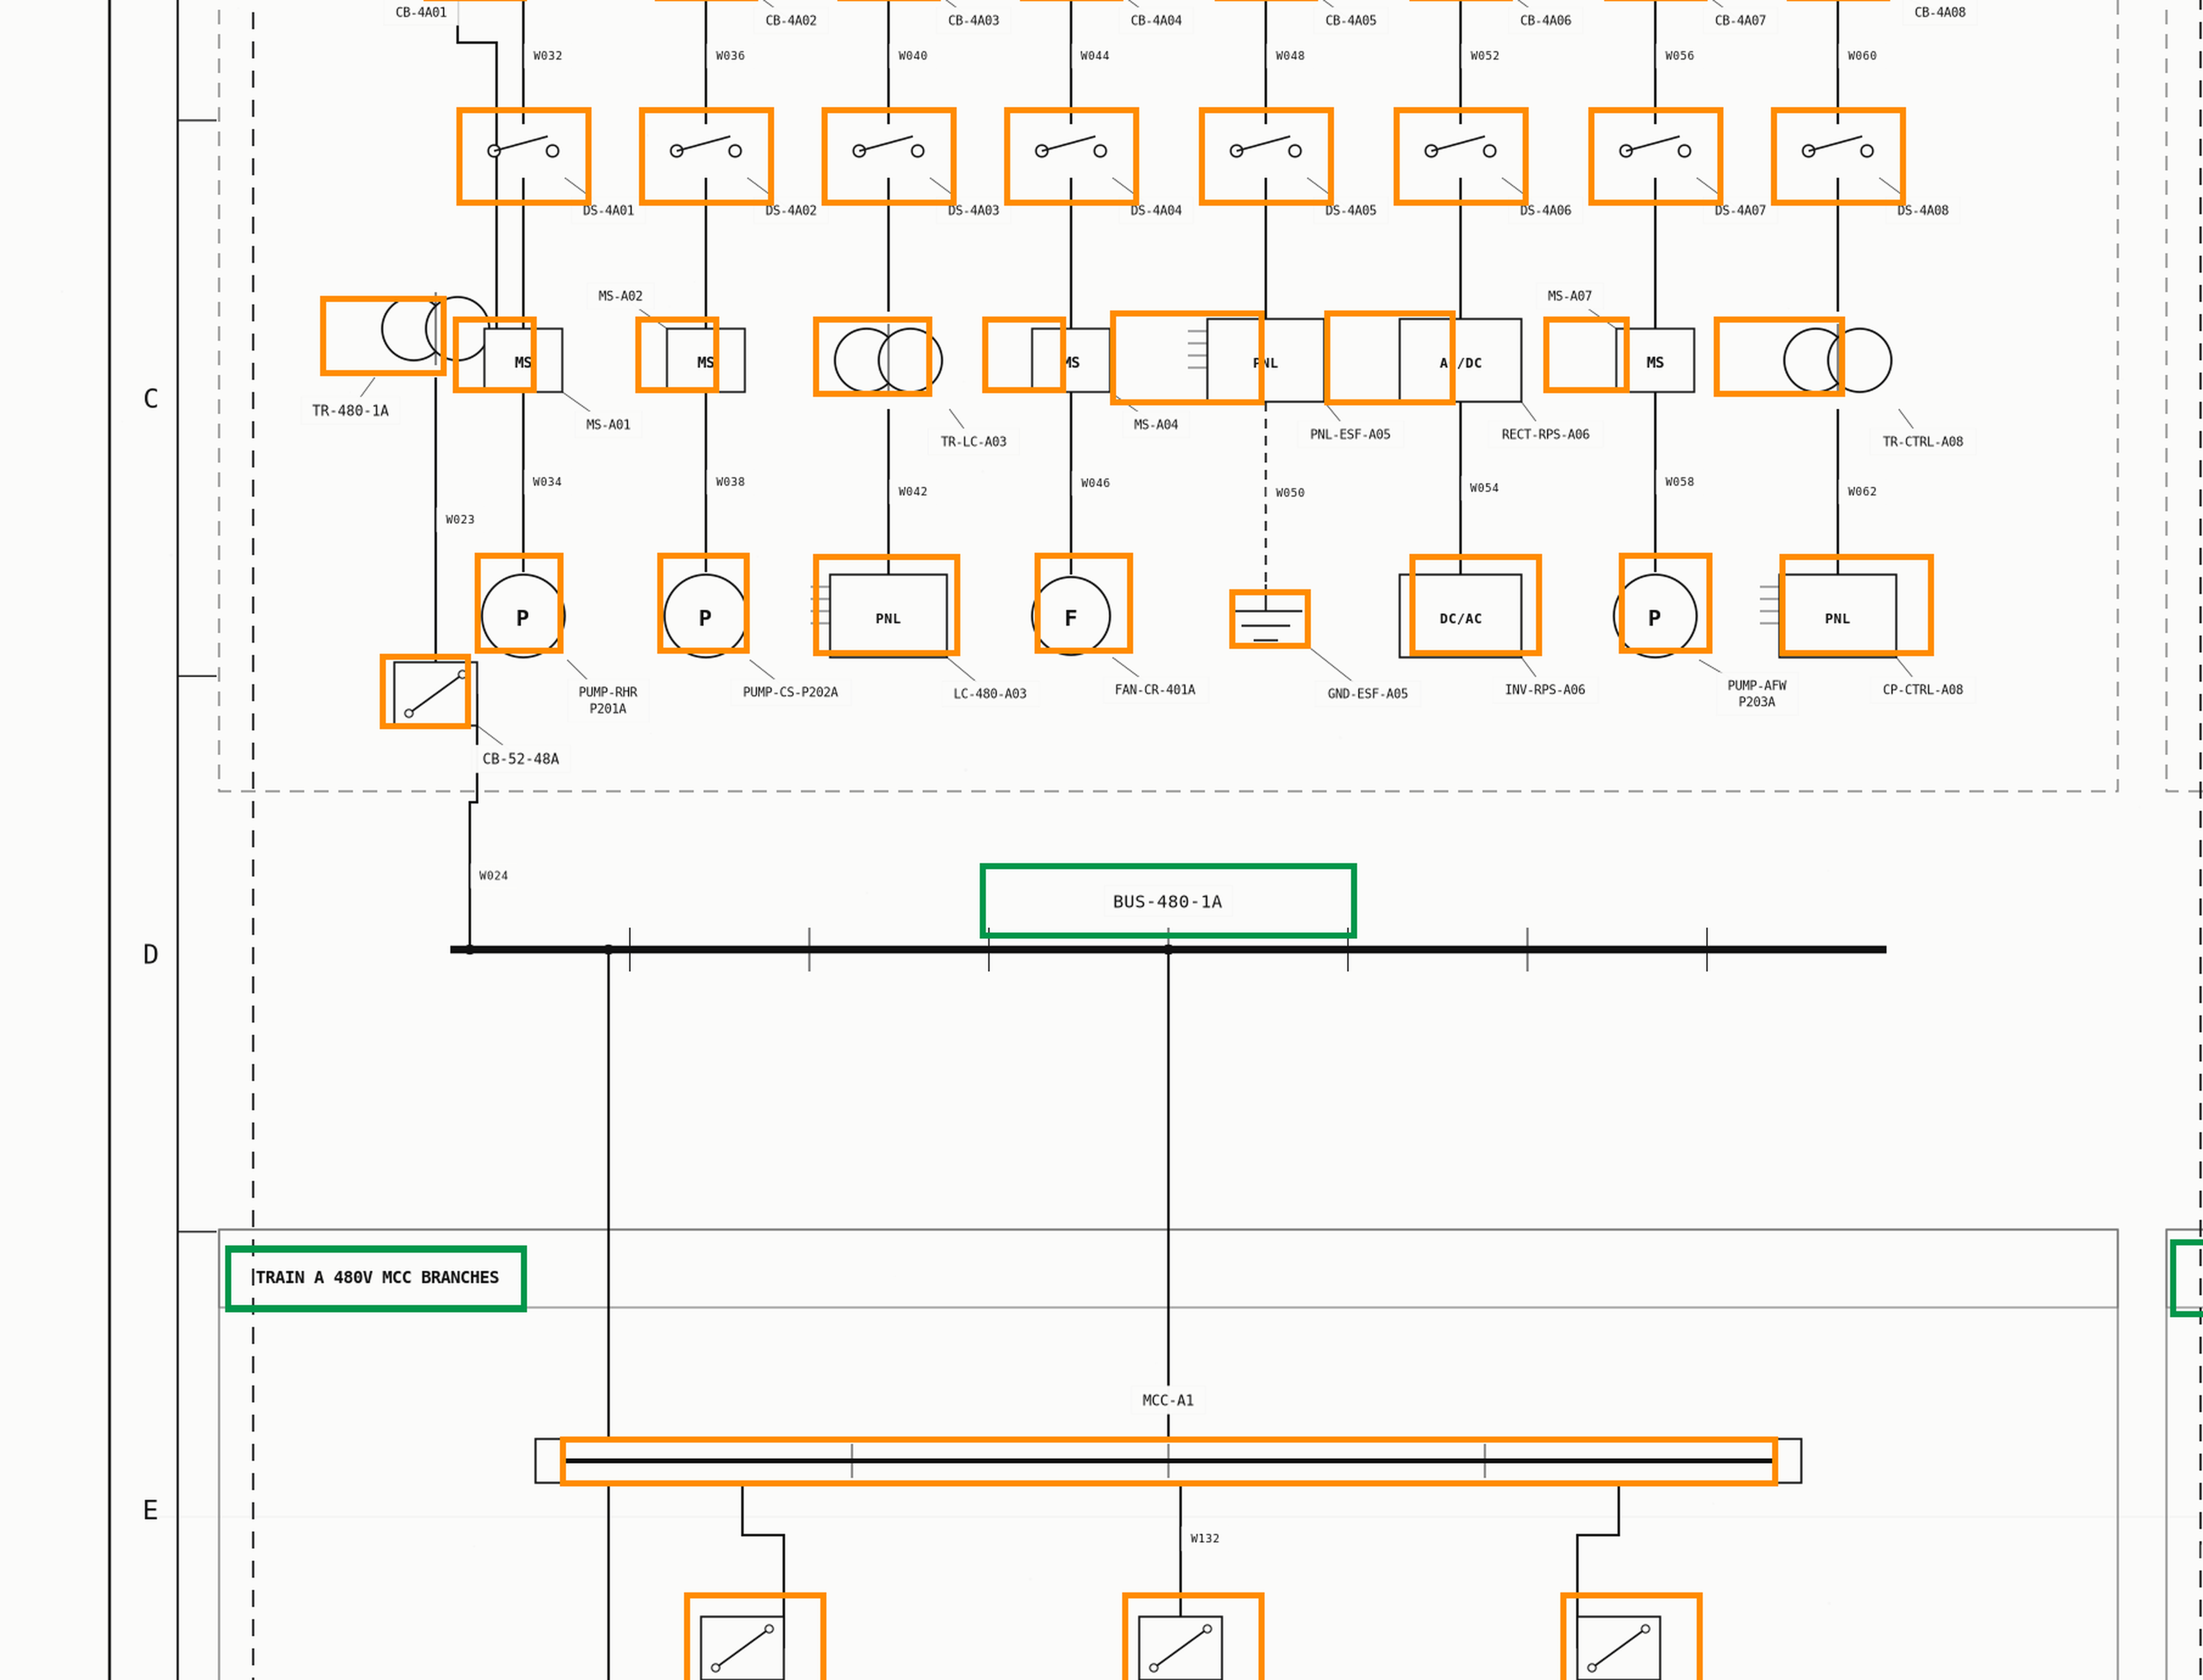 CB-4A01
CB-4A02
CB-4A03
CB-4A04
CB-4A05
CB-4A06
CB-4A07
CB-4A08
W032
W036
W040
W044
W048
W052
W056
W060
DS-4A01
DS-4A02
DS-4A03
DS-4A04
DS-4A05
DS-4A06
DS-4A07
DS-4A08
MS-A02
MS-A07
MS
MS
MS
PNL
AC/DC
MS
C
TR-480-1A
MS-A01
TR-LC-A03
MS-A04
PNL-ESF-A05
RECT-RPS-A06
TR-CTRL-A08
W023
W034
W038
W042
W046
W050
W054
W058
W062
P
P
PNL
F
DC/AC
P
PNL
PUMP-RHR
P201A
PUMP-CS-P202A
LC-480-A03
FAN-CR-401A
GND-ESF-A05
INV-RPS-A06
PUMP-AFW
P203A
CP-CTRL-A08
CB-52-48A
W024
BUS-480-1A
D
TRAIN A 480V MCC BRANCHES
MCC-A1
E
W132